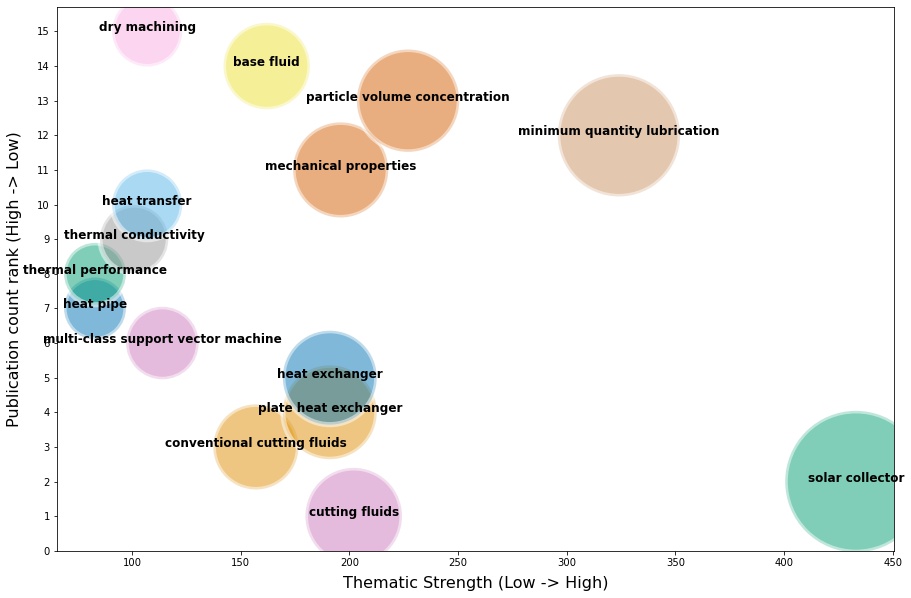 15
dry machining
14
base fluid
13
particle volume concentration
12
minimum quantity lubrication
11
mechanical properties
10
heat transfer
9
thermal conductivity
8
thermal performance
7
heat pipe
6
multi-class support vector machine
5
heat exchanger
4
plate heat exchanger
3
conventional cutting fluids
2
solar collector
1
cutting fluids
0
Publication count rank (High -> Low)
100 150 200 250 300 350 400 450
Thematic Strength (Low -> High)